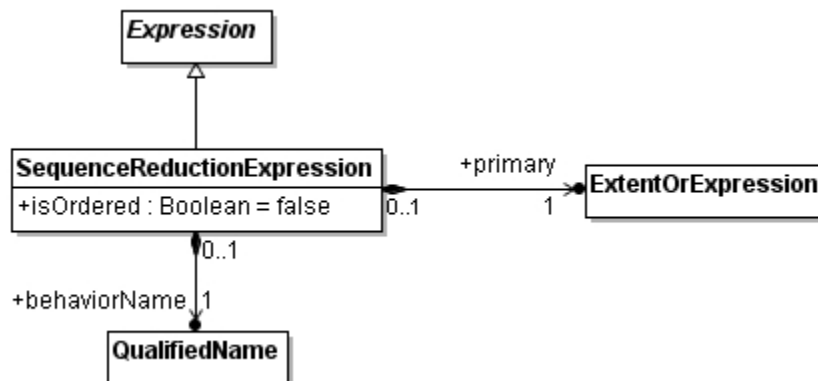 Expression
SequenceReductionExpression
+isOrdered : Boolean = false
+primary
0..1
1
ExtentOrExpression
0..1
+behaviorName
1
QualifiedName